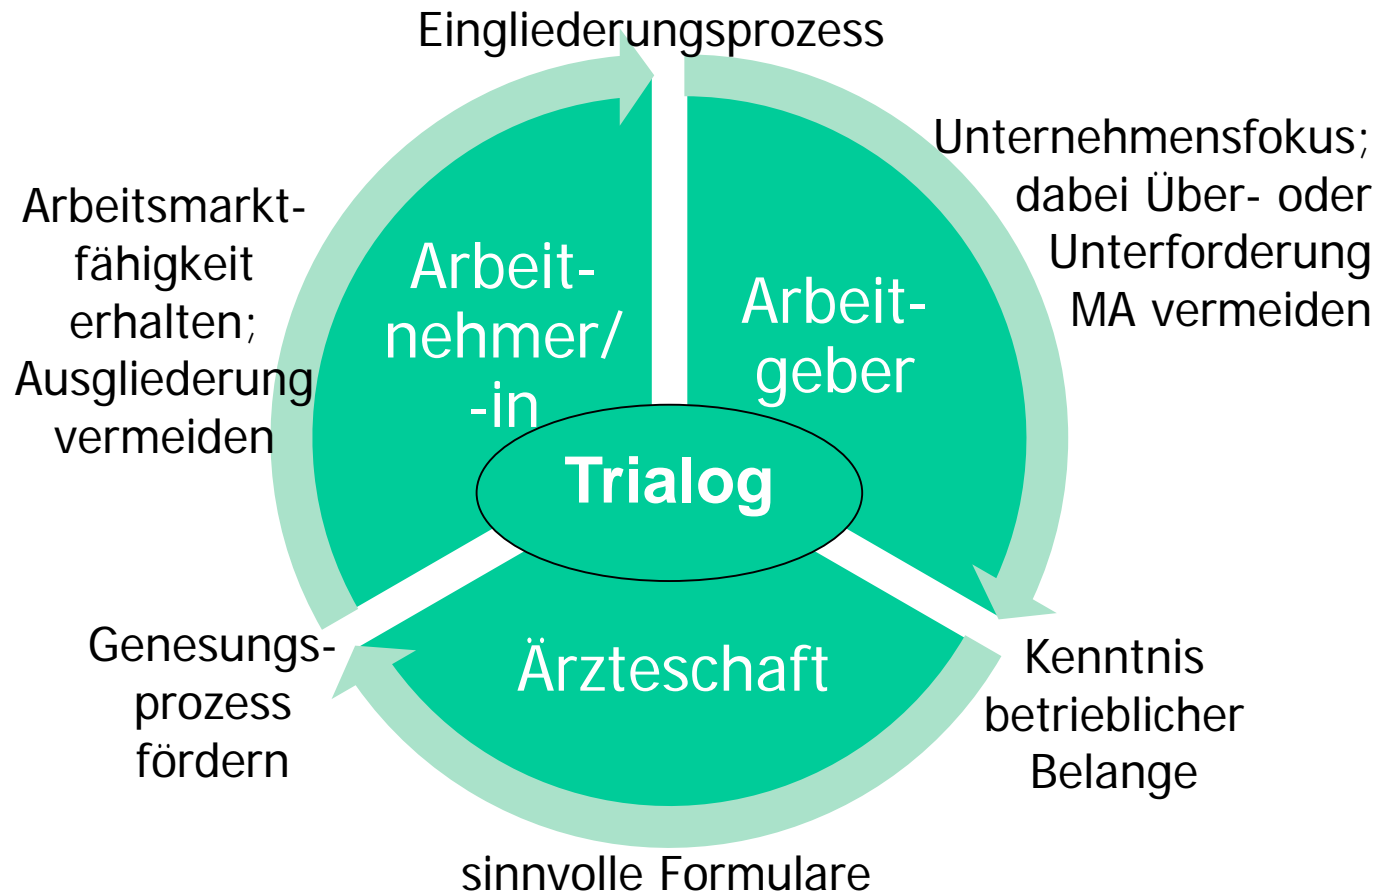 Eingliederungsprozess
Unternehmensfokus;
dabei Über- oder
Unterforderung
MA vermeiden
Arbeitsmarkt-
fähigkeit
erhalten;
Ausgliederung
vermeiden
Arbeit-
nehmer/
-in
Arbeit-
geber
Trialog
Ärzteschaft
Genesungs-
prozess
fördern
Kenntnis
betrieblicher
Belange
sinnvolle Formulare